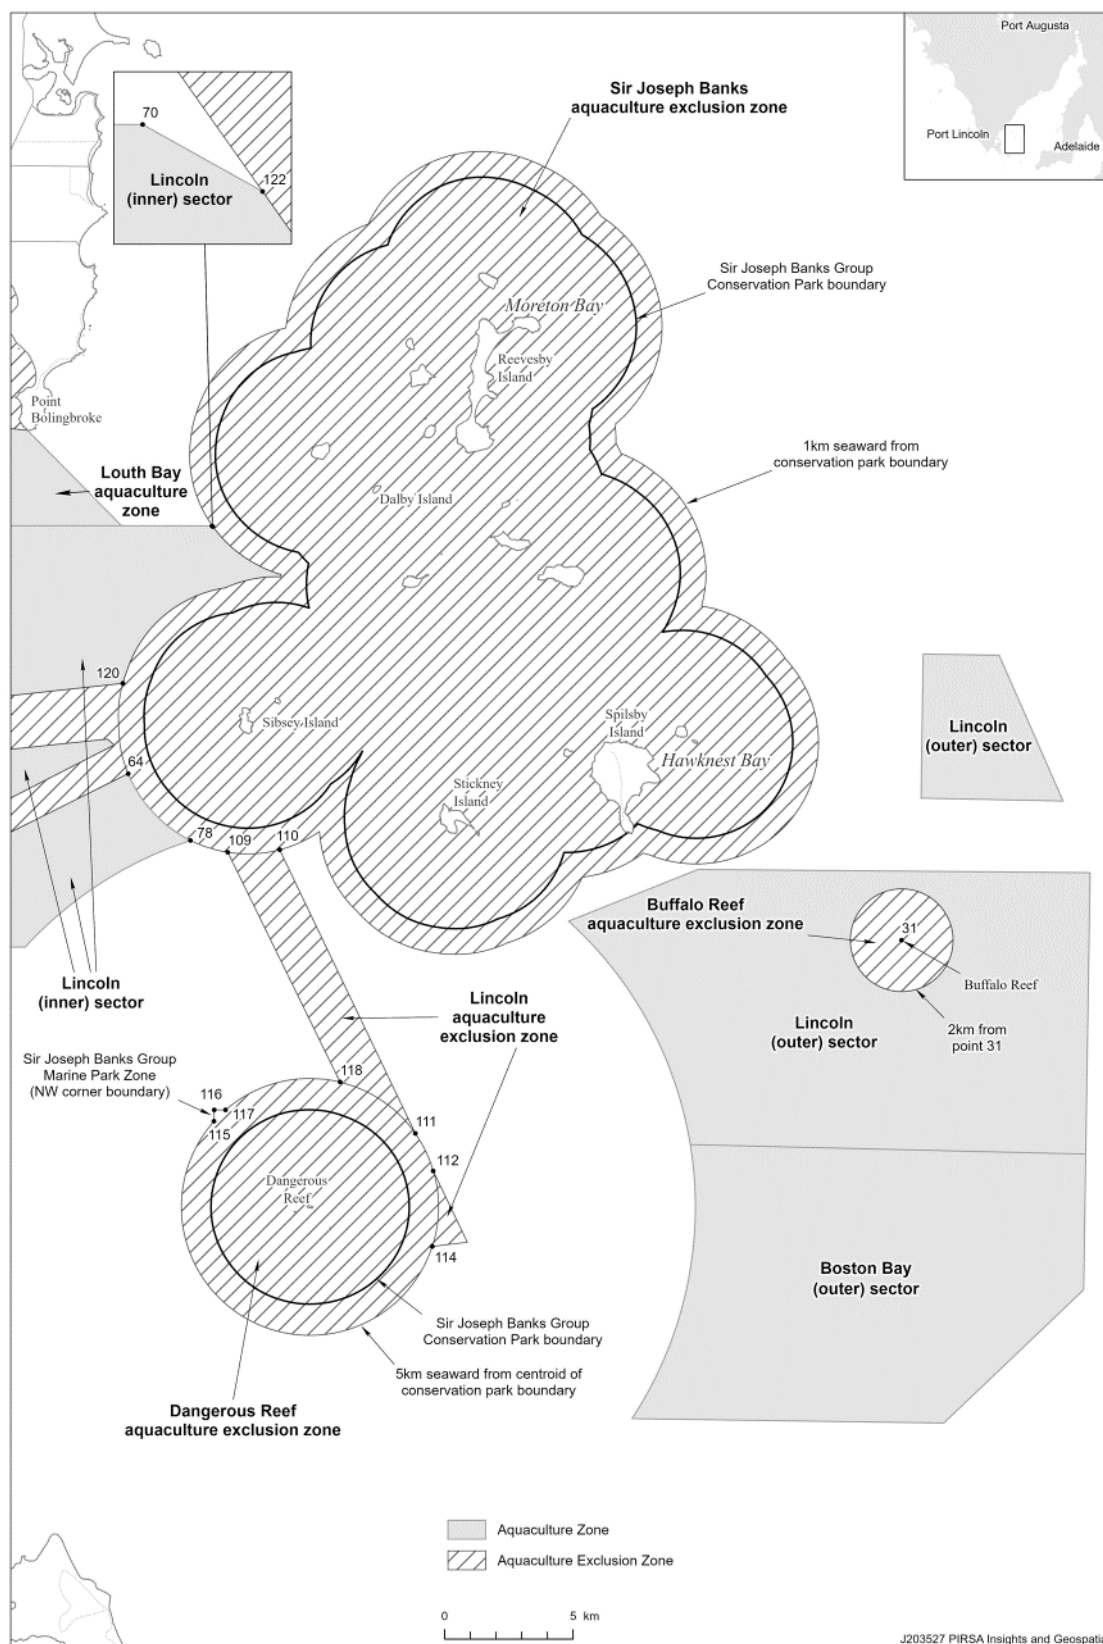 Port Augusta
Port Lincoln
Adelaide
Sir Joseph Banks
aquaculture exclusion zone
70
Lincoln
(inner) sector
122
Sir Joseph Banks Group
Conservation Park boundary
Moreton Bay
Reevesby
Island
Point
Bolingbroke
1km seaward from
conservation park boundary
Louth Bay
aquaculture
zone
Dalby Island
120
Sibsey Island
Spilsby
Island
Hawknest Bay
Lincoln
(outer) sector
64
Stickney
Island
78
109
110
Buffalo Reef
aquaculture exclusion zone
31
Buffalo Reef
Lincoln
(inner) sector
Lincoln
aquaculture
exclusion zone
Lincoln
(outer) sector
2km from
point 31
Sir Joseph Banks Group
Marine Park Zone
(NW corner boundary)
118
116
117
115
111
112
Dangerous
Reef
114
Boston Bay
(outer) sector
Sir Joseph Banks Group
Conservation Park boundary
5km seaward from centroid of
conservation park boundary
Dangerous Reef
aquaculture exclusion zone
Aquaculture Zone
Aquaculture Exclusion Zone
0 5 km
J203527 PIRSA Insights and Geospatia